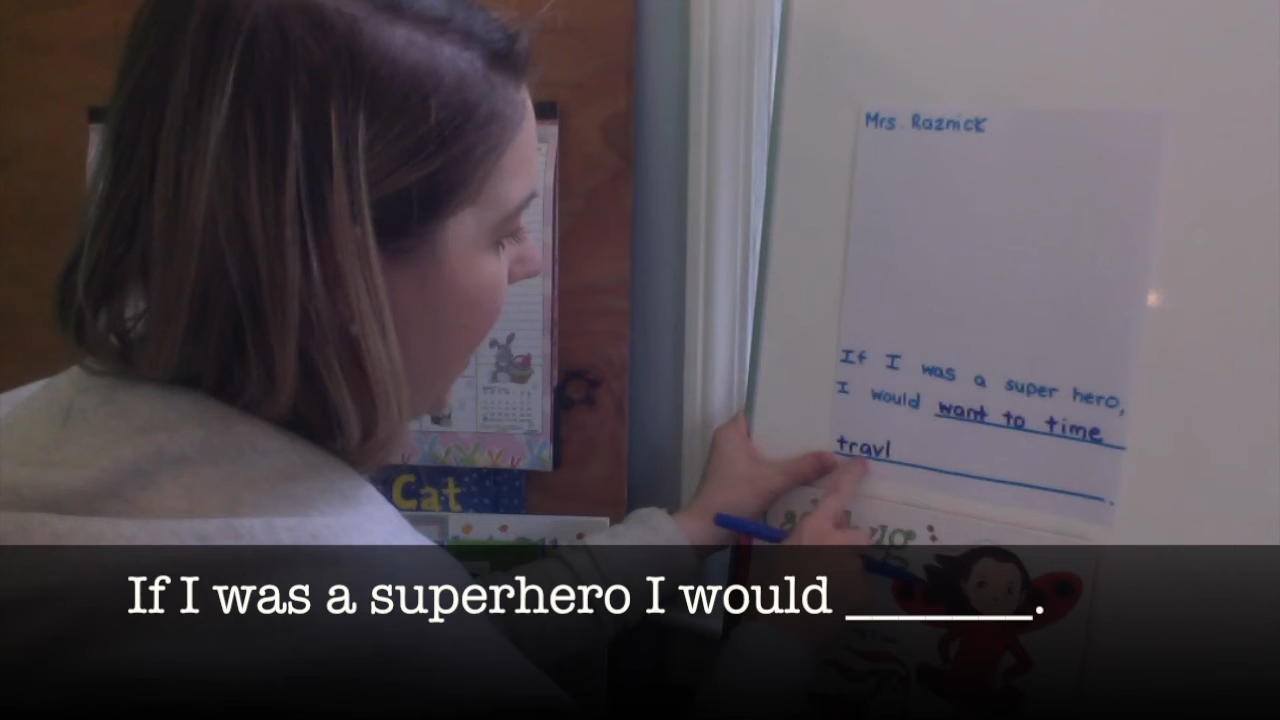 Mrs. Raznick
If I was a super hero,
I would want to time
travl .
Cat
If I was a superhero I would _______.